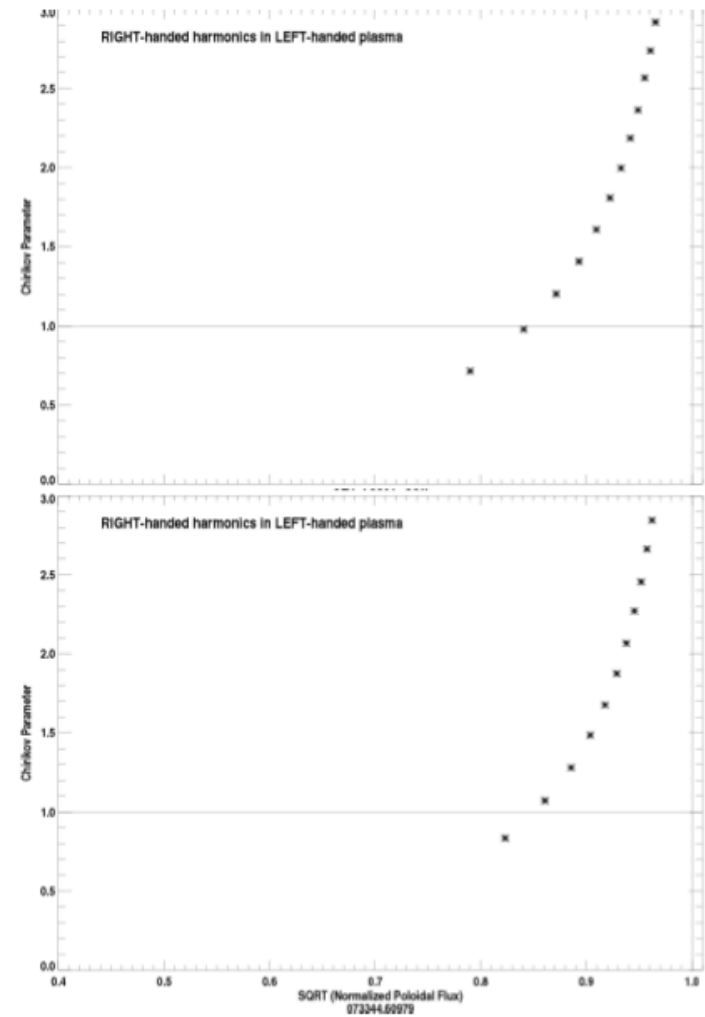 3.0
RIGHT-handed harmonics in LEFT-handed plasma
2.5
2.0
Chirikov Parameter
1.5
1.0
0.5
0.0
3.0
RIGHT-handed harmonics in LEFT-handed plasma
2.5
2.0
Chirikov Parameter
1.5
1.0
0.5
0.0
0.4 0.5 0.6 0.7 0.8 0.9 1.0
SQRT (Normalized Poloidal Flux)
073344.60979